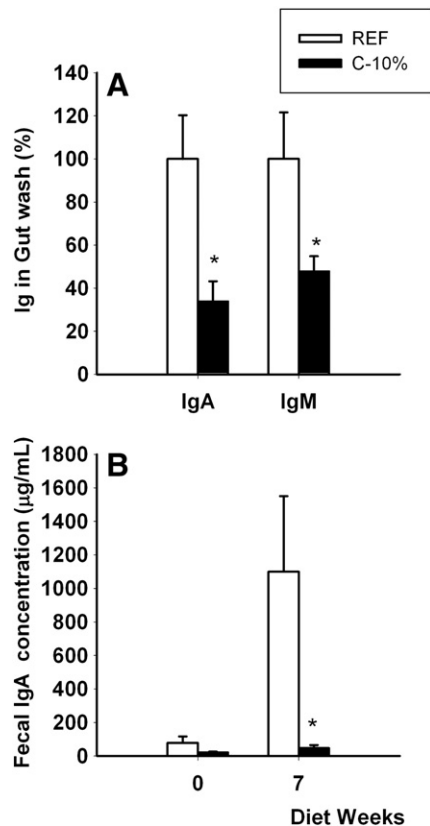 REF
C-10%
A
Ig in Gut wash (%)
140
120
100
80
60
40
20
0
*
*
IgA
IgM
B
Fecal IgA concentration (µg/mL)
1800
1600
1400
1200
1000
800
600
400
200
0
*
0
7
Diet Weeks